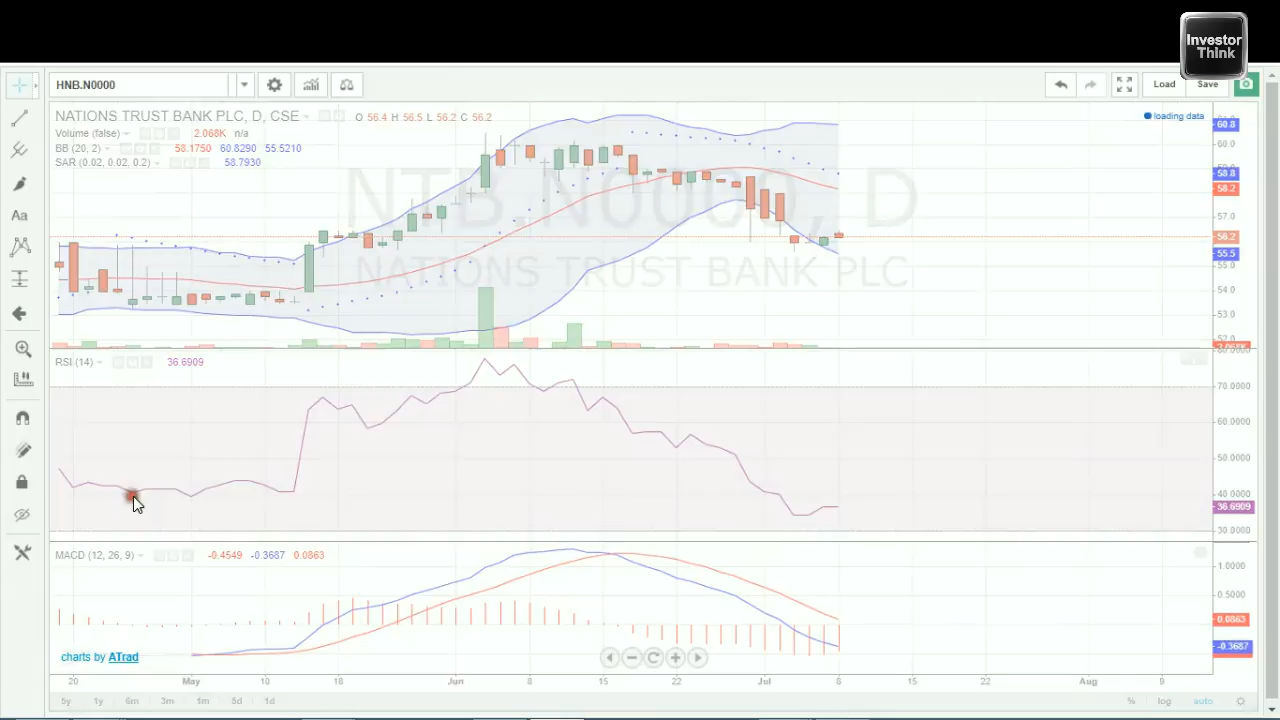 Investor
Think
HNB.N0000
Load
Save
NATIONS TRUST BANK PLC, D, CSE
O 56.4 H 56.5 L 56.2 C 56.2
loading data
Volume (false)
2.068K n/a
BB (20, 2)
58.1750 60.8290 55.5210
SAR (0.02, 0.02, 0.2)
58.7930
NTB.N0000, D
NATIONS TRUST BANK PLC
60.8
60.0
58.8
58.2
57.0
56.2
55.5
55.0
54.0
53.0
52.0
Aa
RSI (14)
36.6909
80.0000
70.0000
60.0000
50.0000
40.0000
36.6909
30.0000
MACD (12, 26, 9)
-0.4549 -0.3687 0.0863
1.0000
0.5000
0.0863
-0.3687
charts by ATrad
20 May 10 18 Jun 8 15 22 Jul 8 15 22 Aug 9
5y 1y 6m 3m 1m 5d 1d
% log auto